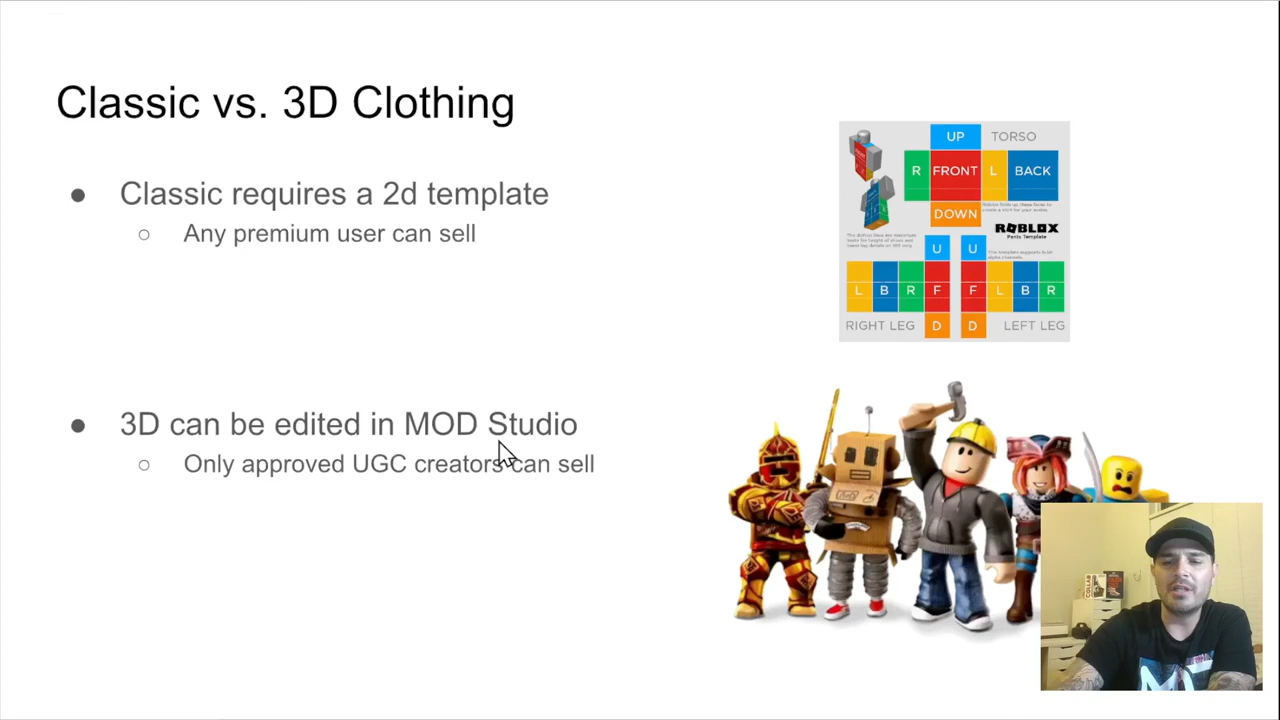 Classic vs. 3D Clothing
● Classic requires a 2d template
○ Any premium user can sell
● 3D can be edited in MOD Studio
○ Only approved UGC creators can sell
UP TORSO
R FRONT L BACK
DOWN
ROBLOX
Pants Template
U U
L B R F F L B R
RIGHT LEG D D LEFT LEG
COLLAB